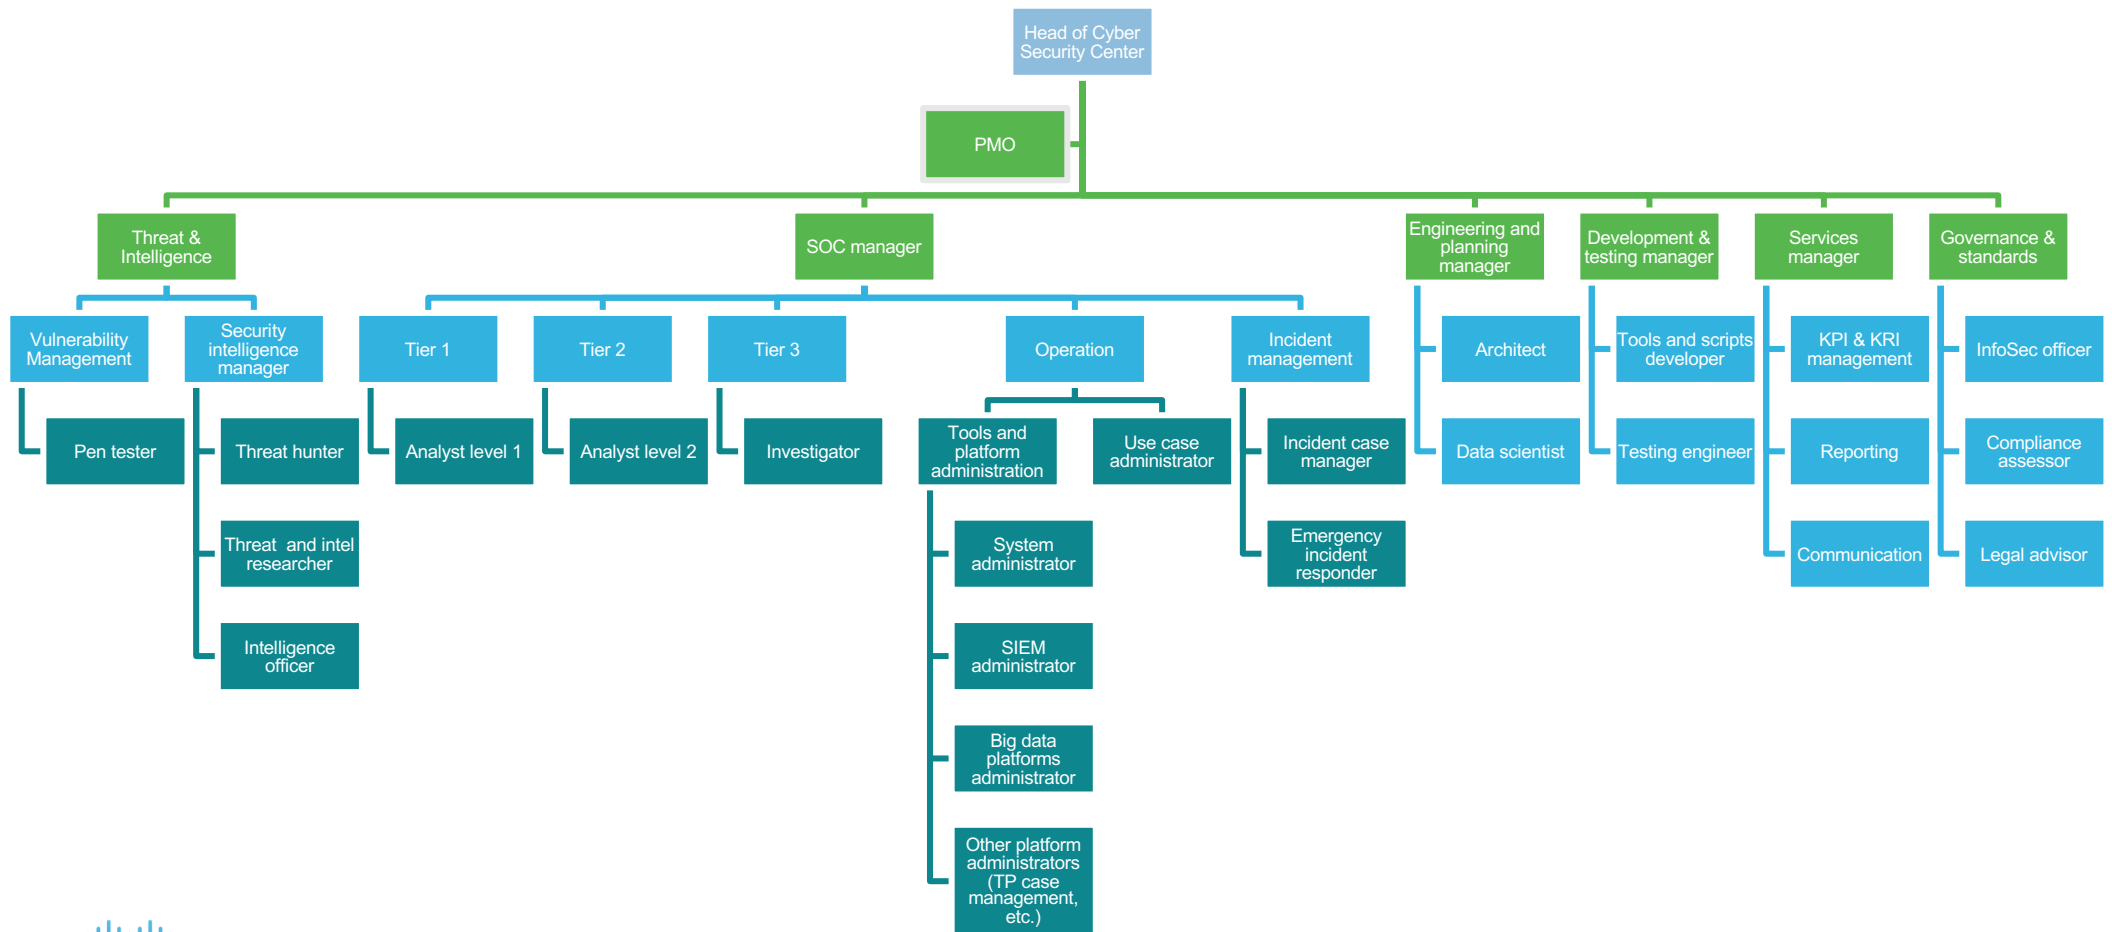 Head of Cyber
Security Center
PMO
Threat &
Intelligence
SOC manager
Engineering and
planning
manager
Development &
testing manager
Services
manager
Governance &
standards
Vulnerability
Management
Security
intelligence
manager
Tier 1
Tier 2
Tier 3
Operation
Incident
management
Architect
Tools and scripts
developer
KPI & KRI
management
InfoSec officer
Pen tester
Threat hunter
Analyst level 1
Analyst level 2
Investigator
Tools and
platform
administration
Use case
administrator
Incident case
manager
Data scientist
Testing engineer
Reporting
Compliance
assessor
Threat and intel
researcher
System
administrator
Emergency
incident
responder
Communication
Legal advisor
Intelligence
officer
SIEM
administrator
Big data
platforms
administrator
Other platform
administrators
(TP case
management,
etc.)